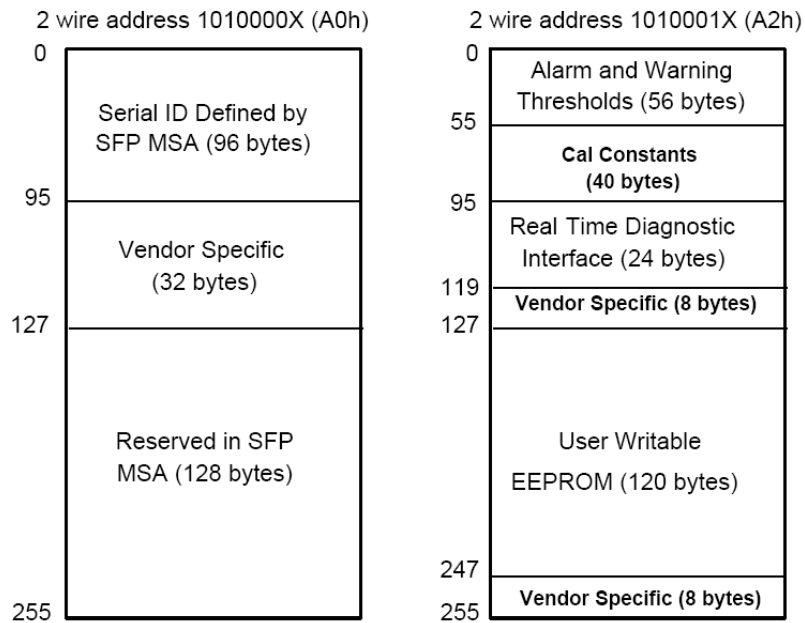 2 wire address 1010000X (A0h)
0
Serial ID Defined by
SFP MSA (96 bytes)
95
Vendor Specific
(32 bytes)
127
Reserved in SFP
MSA (128 bytes)
255
2 wire address 1010001X (A2h)
0
Alarm and Warning
Thresholds (56 bytes)
55
Cal Constants
(40 bytes)
95
Real Time Diagnostic
Interface (24 bytes)
119
Vendor Specific (8 bytes)
127
User Writable
EEPROM (120 bytes)
247
Vendor Specific (8 bytes)
255